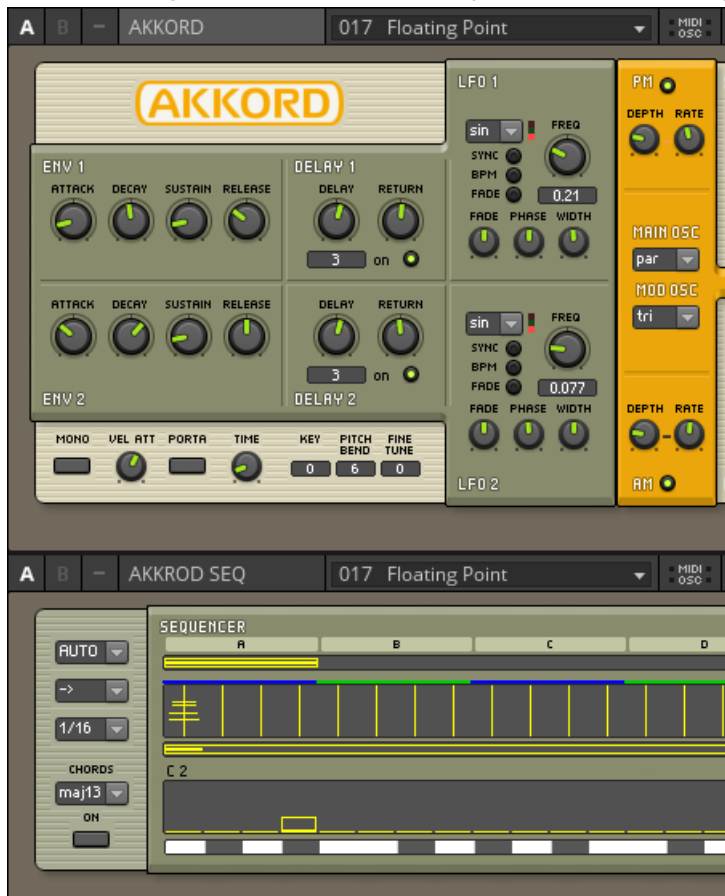 A B – AKKORD 017 Floating Point MIDI OSC
AKKORD
ENV 1
ATTACK DECAY SUSTAIN RELEASE
DELAY 1
DELAY RETURN
3 on
ATTACK DECAY SUSTAIN RELEASE
ENV 2
DELAY RETURN
3 on
DELAY 2
LFO 1
sin FREQ
SYNC
BPM
FADE 0.21
FADE PHASE WIDTH
sin FREQ
SYNC
BPM
FADE 0.077
FADE PHASE WIDTH
LFO 2
PM
DEPTH RATE
MAIN OSC
par
MOD OSC
tri
DEPTH RATE
AM
MONO VEL ATT PORTA TIME KEY PITCH BEND FINE TUNE
0 6 0
A B – AKKROD SEQ 017 Floating Point MIDI OSC
SEQUENCER
A B C D
AUTO
->
1/16
CHORDS
maj13
ON
C 2